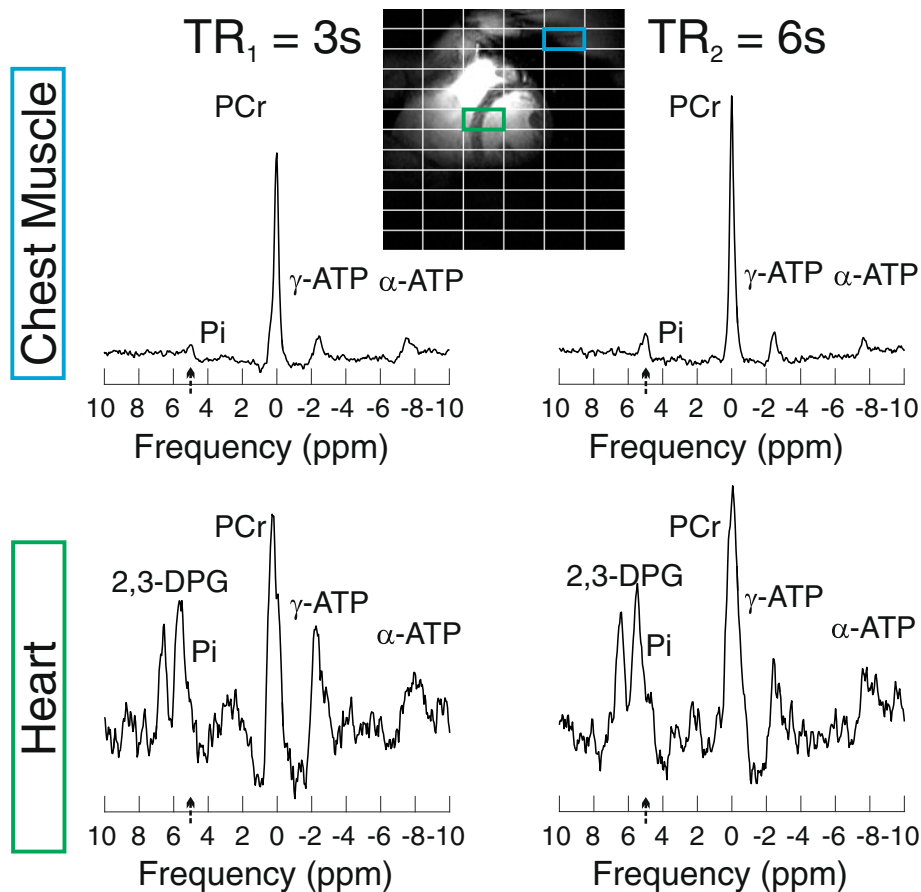 TR1 = 3s
TR2 = 6s
Chest Muscle
PCr
γ-ATP
α-ATP
Pi
10 8 6 4 2 0 -2 -4 -6 -8 -10
Frequency (ppm)
PCr
γ-ATP
α-ATP
Pi
10 8 6 4 2 0 -2 -4 -6 -8 -10
Frequency (ppm)
Heart
PCr
2,3-DPG
γ-ATP
Pi
α-ATP
10 8 6 4 2 0 -2 -4 -6 -8 -10
Frequency (ppm)
PCr
2,3-DPG
γ-ATP
Pi
α-ATP
10 8 6 4 2 0 -2 -4 -6 -8 -10
Frequency (ppm)